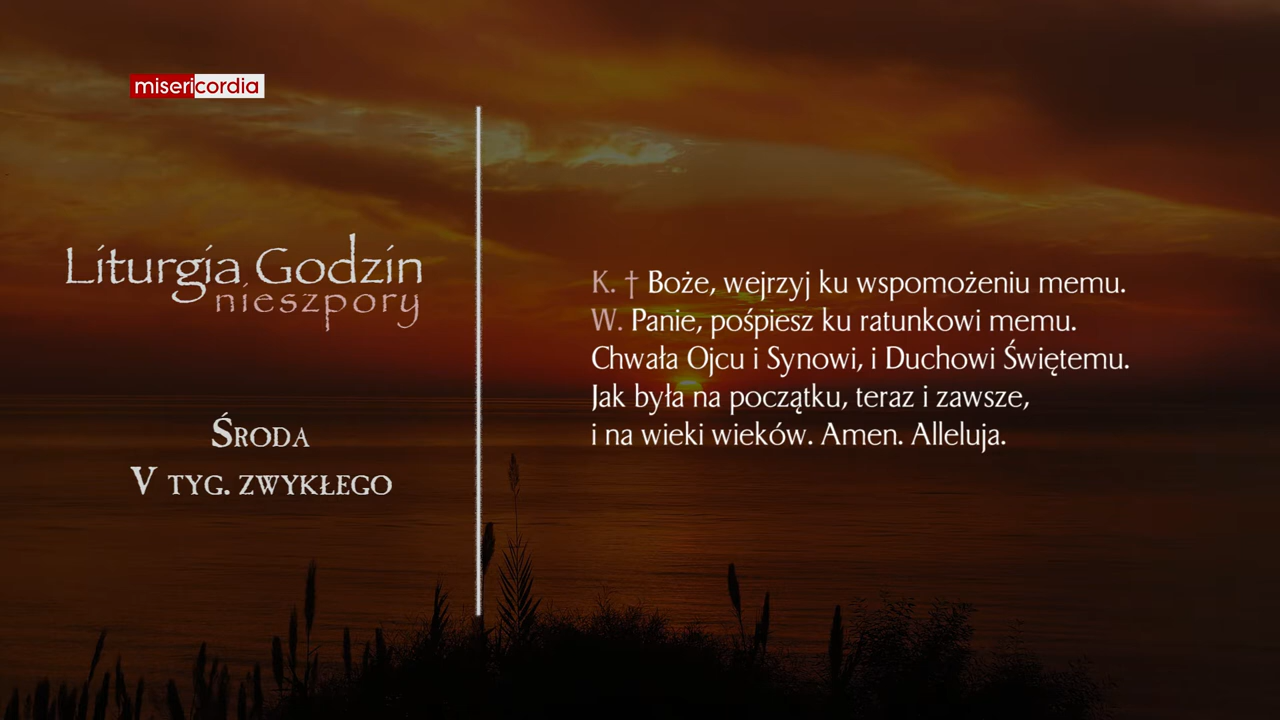 misericordia
Liturgia Godzin
nieszpory
Środa
V tyg. zwykłego
K. † Boże, wejrzyj ku wspomożeniu memu.
W. Panie, pośpiesz ku ratunkowi memu.
Chwała Ojcu i Synowi, i Duchowi Świętemu.
Jak była na początku, teraz i zawsze,
i na wieki wieków. Amen. Alleluja.